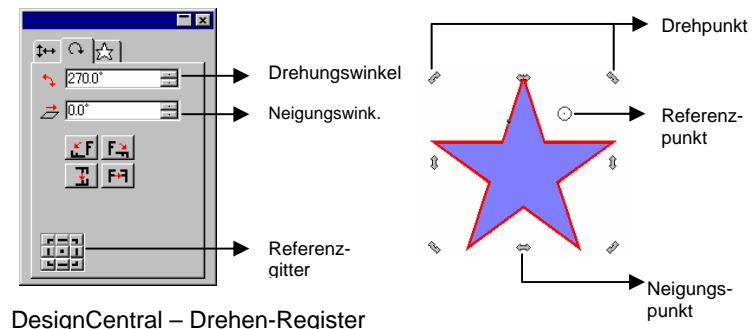 270.0°
0.0°
Drehungswinkel
Neigungswink.
Referenz-
gitter
Drehpunkt
Referenz-
punkt
Neigungs-
punkt
DesignCentral – Drehen-Register